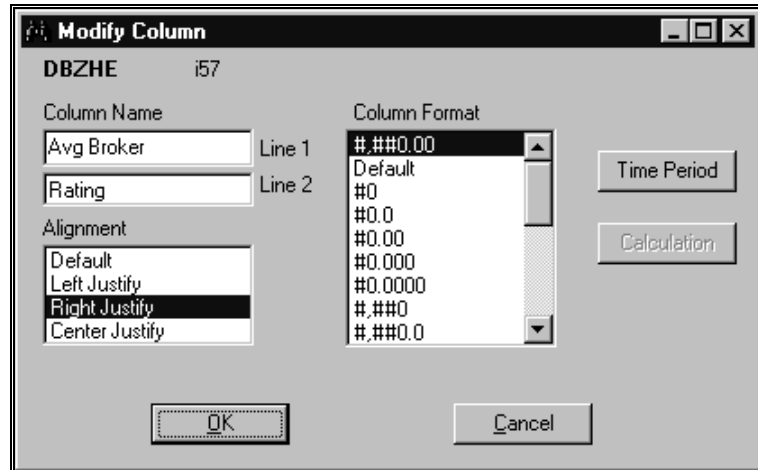 Modify Column
DBZHE i57
Column Name
Avg Broker Line 1
Rating Line 2
Alignment
Default
Left Justify
Right Justify
Center Justify
Column Format
#,##0.00
Default
#0
#0.0
#0.00
#0.000
#0.0000
#,##0
#,##0.0
Time Period
Calculation
OK
Cancel